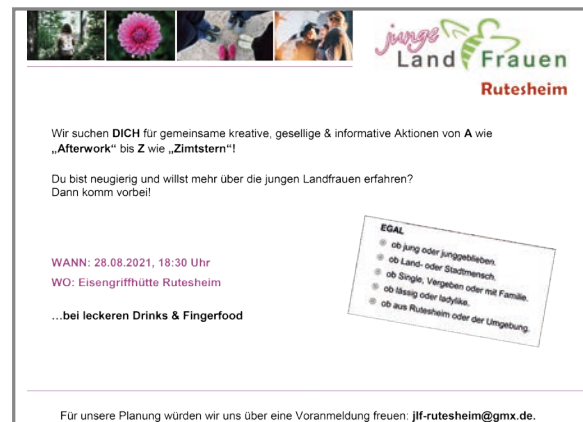 junge
Land Frauen
Rutesheim
Wir suchen DICH für gemeinsame kreative, gesellige & informative Aktionen von A wie
„Afterwork“ bis Z wie „Zimtstern“!
Du bist neugierig und willst mehr über die jungen Landfrauen erfahren?
Dann komm vorbei!
WANN: 28.08.2021, 18:30 Uhr
WO: Eisengriffhütte Rutesheim
…bei leckeren Drinks & Fingerfood
EGAL
ob jung oder junggeblieben.
ob Land- oder Stadtmensch.
ob Single, Vergeben oder mit Familie.
ob lässig oder ladylike.
ob aus Rutesheim oder der Umgebung.
Für unsere Planung würden wir uns über eine Voranmeldung freuen: jlf-rutesheim@gmx.de.